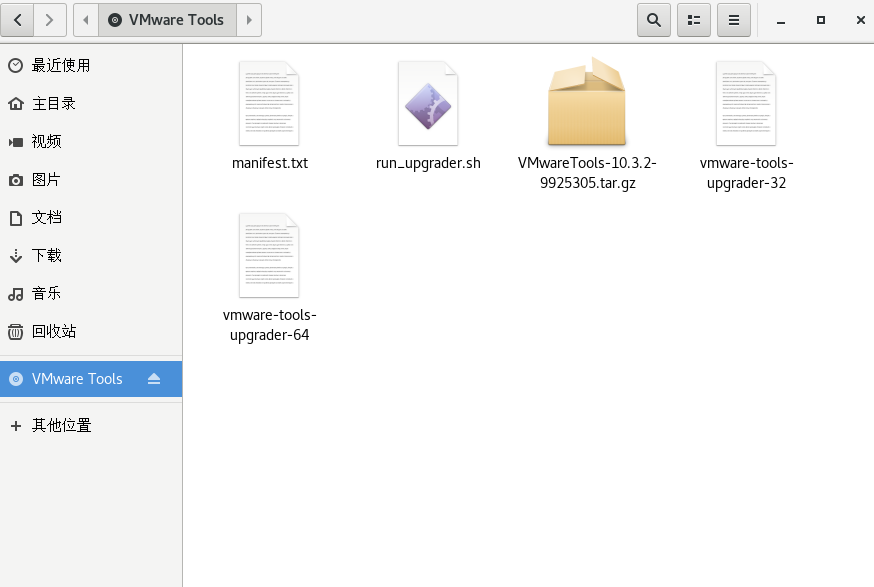 VMware Tools
最近使用
主目录
视频
图片
文档
下载
音乐
回收站
VMware Tools
其他位置
manifest.txt
run_upgrader.sh
VMwareTools-10.3.2-
9925305.tar.gz
vmware-tools-
upgrader-32
vmware-tools-
upgrader-64